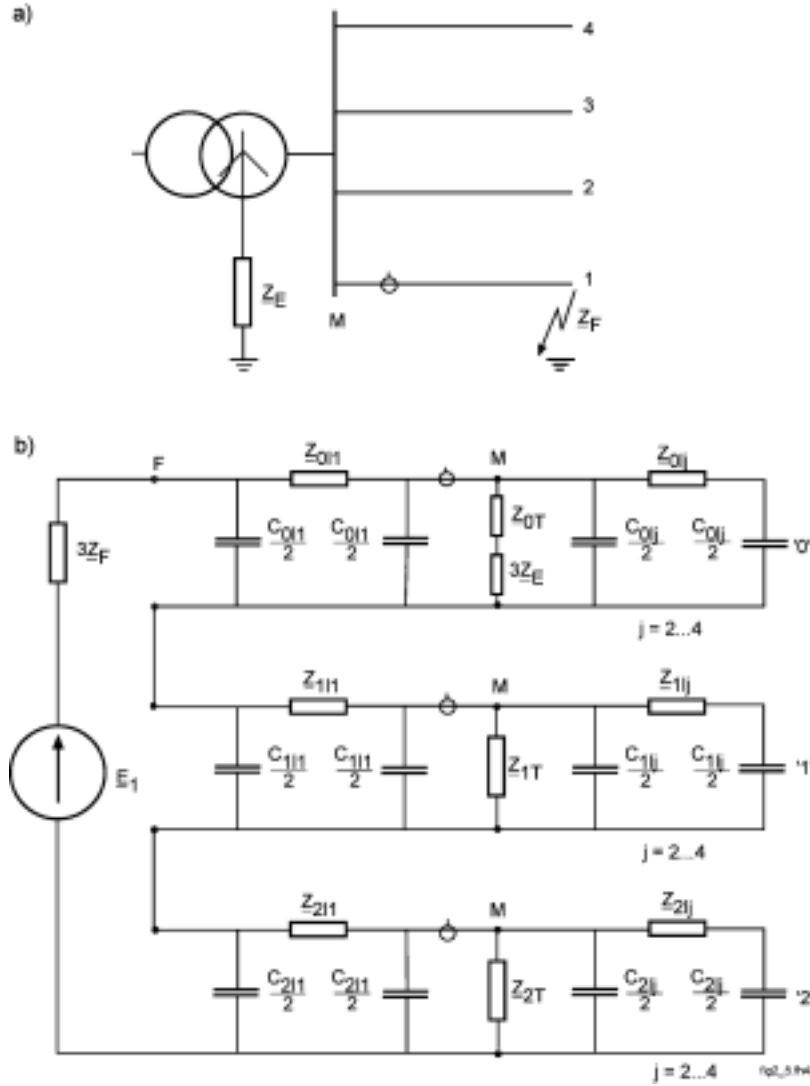 a)
4
3
2
1
Z_E
M
Z_F
b)
F
Z_0l1
M
Z_0lj
3Z_F
C_0l1/2
C_0l1/2
Z_0T
3Z_E
C_0lj/2
C_0lj/2
'0'
j = 2...4
Z_1l1
M
Z_1lj
E_1
C_1l1/2
C_1l1/2
Z_1T
C_1lj/2
C_1lj/2
'1'
j = 2...4
Z_2l1
M
Z_2lj
C_2l1/2
C_2l1/2
Z_2T
C_2lj/2
C_2lj/2
'2'
j = 2...4